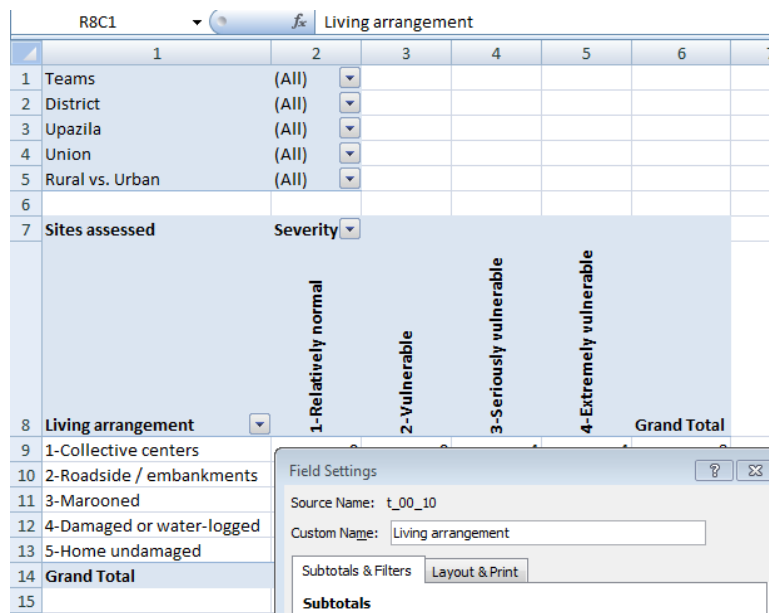 R8C1 fx Living arrangement
1 2 3 4 5 6
1 Teams (All)
2 District (All)
3 Upazila (All)
4 Union (All)
5 Rural vs. Urban (All)
6
7 Sites assessed Severity
8 Living arrangement 1-Relatively normal 2-Vulnerable 3-Seriously vulnerable 4-Extremely vulnerable Grand Total
9 1-Collective centers
10 2-Roadside / embankments
11 3-Marooned
12 4-Damaged or water-logged
13 5-Home undamaged
14 Grand Total
15
Field Settings ?
Source Name: t_00_10
Custom Name: Living arrangement
Subtotals & Filters Layout & Print
Subtotals